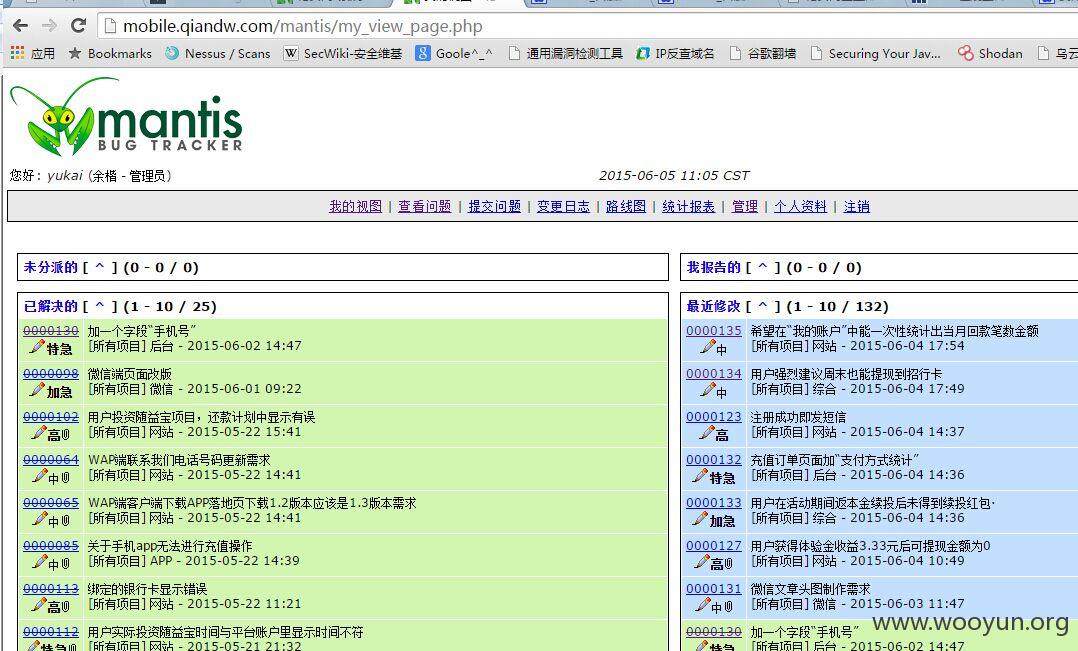 mobile.qiandw.com/mantis/my_view_page.php
应用 Bookmarks Nessus / Scans SecWiki-安全维基 Goole^_^ 通用漏洞检测工具 IP反查域名 谷歌翻墙 Securing Your Jav... Shodan 乌云
mantis
BUG TRACKER
您好: yukai (余楷 - 管理员)
2015-06-05 11:05 CST
我的视图 | 查看问题 | 提交问题 | 变更日志 | 路线图 | 统计报表 | 管理 | 个人资料 | 注销
未分派的 [ ^ ] (0 - 0 / 0)
已解决的 [ ^ ] (1 - 10 / 25)
0000130 加一个字段“手机号”
特急 [所有项目] 后台 - 2015-06-02 14:47
0000098 微信端页面改版
加急 [所有项目] 微信 - 2015-06-01 09:22
0000102 用户投资随益宝项目，还款计划中显示有误
高 [所有项目] 网站 - 2015-05-22 15:41
0000064 WAP端联系我们电话号码更新需求
中 [所有项目] 网站 - 2015-05-22 14:41
0000065 WAP端客户端下载APP落地页下载1.2版本应该是1.3版本需求
中 [所有项目] 网站 - 2015-05-22 14:41
0000085 关于手机app无法进行充值操作
中 [所有项目] APP - 2015-05-22 14:39
0000113 绑定的银行卡显示错误
高 [所有项目] 网站 - 2015-05-22 11:21
0000112 用户实际投资随益宝时间与平台账户里显示时间不符
特急 [所有项目] 网站 - 2015-05-21 21:32
我报告的 [ ^ ] (0 - 0 / 0)
最近修改 [ ^ ] (1 - 10 / 132)
0000135 希望在“我的账户”中能一次性统计出当月回款笔数金额
中 [所有项目] 网站 - 2015-06-04 17:54
0000134 用户强烈建议周末也能提现到招行卡
中 [所有项目] 综合 - 2015-06-04 17:49
0000123 注册成功即发短信
高 [所有项目] 网站 - 2015-06-04 14:37
0000132 充值订单页面加“支付方式统计”
特急 [所有项目] 后台 - 2015-06-04 14:36
0000133 用户在活动期间返本金续投后未得到续投红包·
加急 [所有项目] 综合 - 2015-06-04 14:36
0000127 用户获得体验金收益3.33元后可提现金额为0
高 [所有项目] 网站 - 2015-06-04 10:49
0000131 微信文章头图制作需求
中 [所有项目] 微信 - 2015-06-03 11:47
0000130 加一个字段“手机号”
特急 [所有项目] 后台 - 2015-06-02 14:47
www.wooyun.org